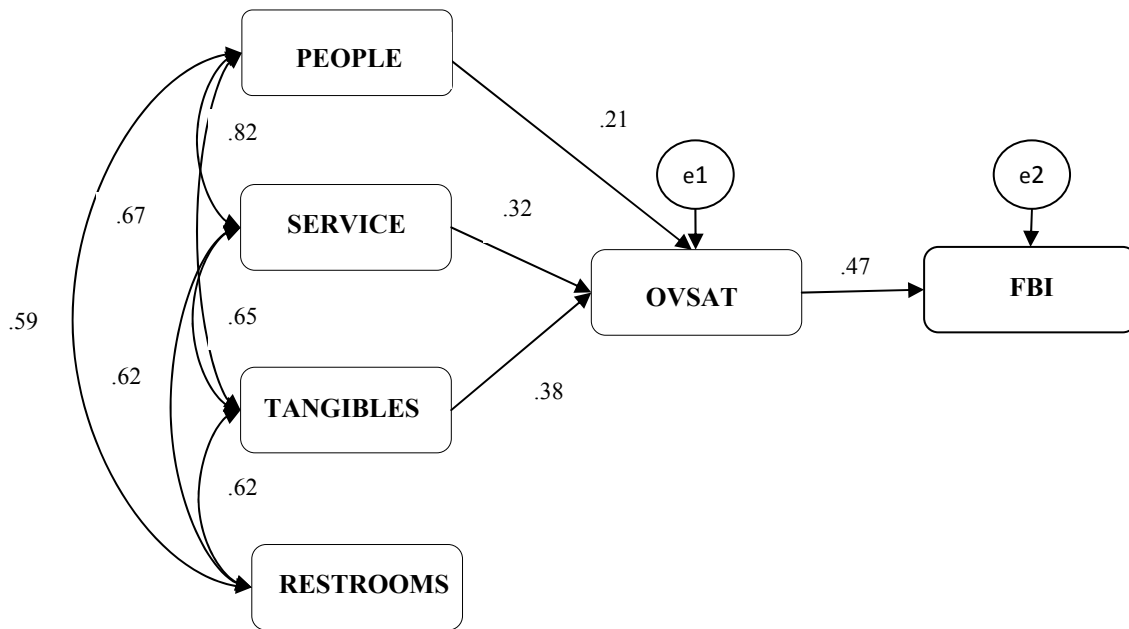 PEOPLE
.82
.21
e1
e2
.67
SERVICE
.32
OVSAT
.47
FBI
.59
.65
.62
TANGIBLES
.38
.62
RESTROOMS